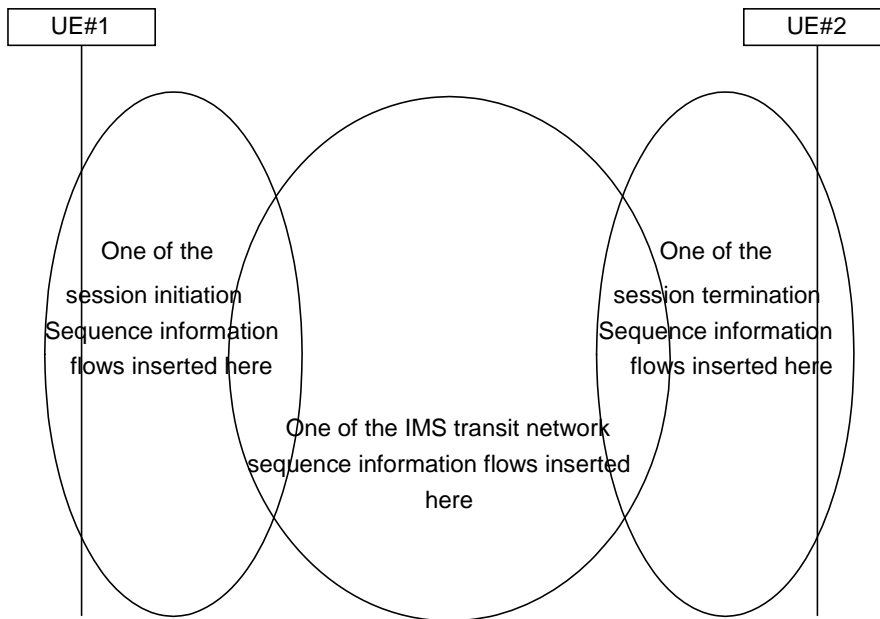 UE#1
UE#2
One of the
session initiation
Sequence information
flows inserted here
One of the
session termination
Sequence information
flows inserted here
One of the IMS transit network
sequence information flows inserted
here